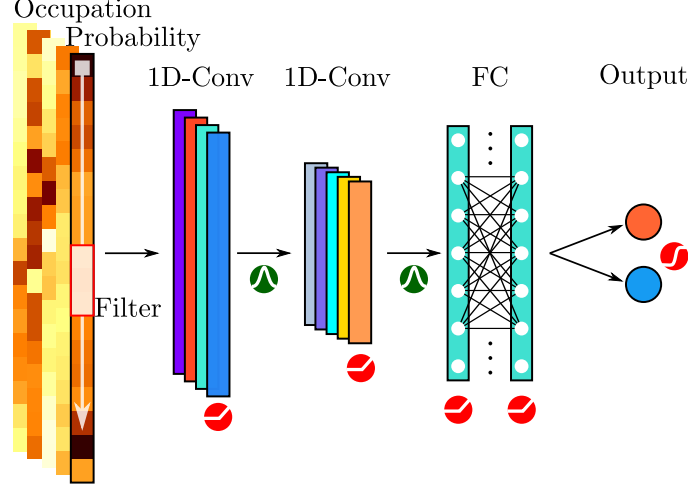 Occupation
Probability
1D-Conv
1D-Conv
FC
Output
Filter